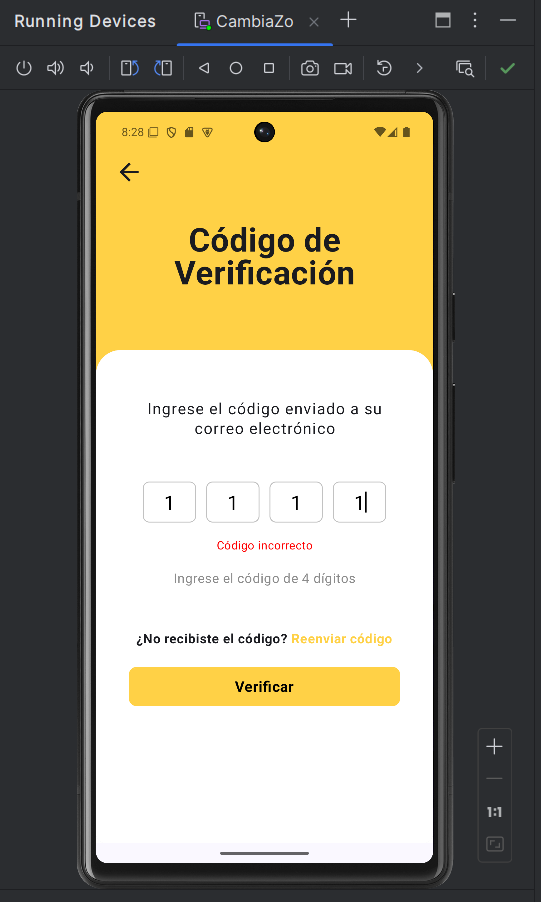 Running Devices
CambiaZo
8:28
Código de
Verificación
Ingrese el código enviado a su
correo electrónico
1 1 1 1
Código incorrecto
Ingrese el código de 4 dígitos
¿No recibiste el código? Reenviar código
Verificar
1:1